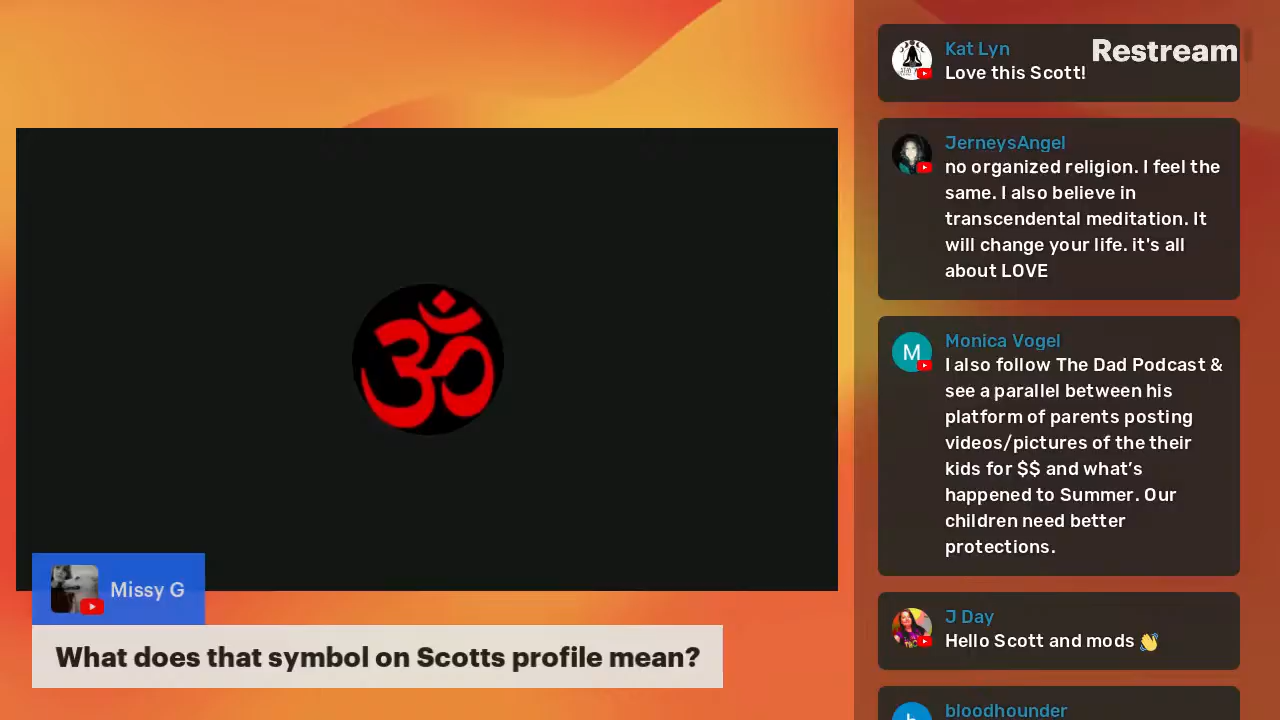 ॐ
Missy G
What does that symbol on Scotts profile mean?
Restream
Kat Lyn
Love this Scott!
JerneysAngel
no organized religion. I feel the
same. I also believe in
transcendental meditation. It
will change your life. it's all
about LOVE
M
Monica Vogel
I also follow The Dad Podcast &
see a parallel between his
platform of parents posting
videos/pictures of the their
kids for $$ and what's
happened to Summer. Our
children need better
protections.
J Day
Hello Scott and mods 👋
bloodhounder